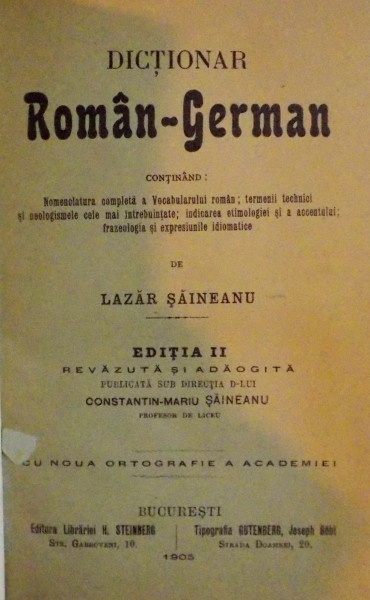 DICȚIONAR
Român-German
CONȚINÂND:
Nomenclatura completă a Vocabularului român; termenii technici
și neologismele cele mai întrebuințate; indicarea etimologiei și a accentului;
frazeologia și expresiunile idiomatice
DE
LAZĂR ȘĂINEANU
EDIȚIA II
REVĂZUTĂ ȘI ADĂOGITĂ
PUBLICATĂ SUB DIRECȚIA D-LUI
CONSTANTIN-MARIU ȘĂINEANU
PROFESOR DE LICEU
CU NOUA ORTOGRAFIE A ACADEMIEI
BUCUREȘTI
Editura Librăriei H. STEINBERG
STR. GABROVENI, 10.
Tipografia GUTENBERG, Joseph Göbl
STRADA DOAMNEI, 20.
1905